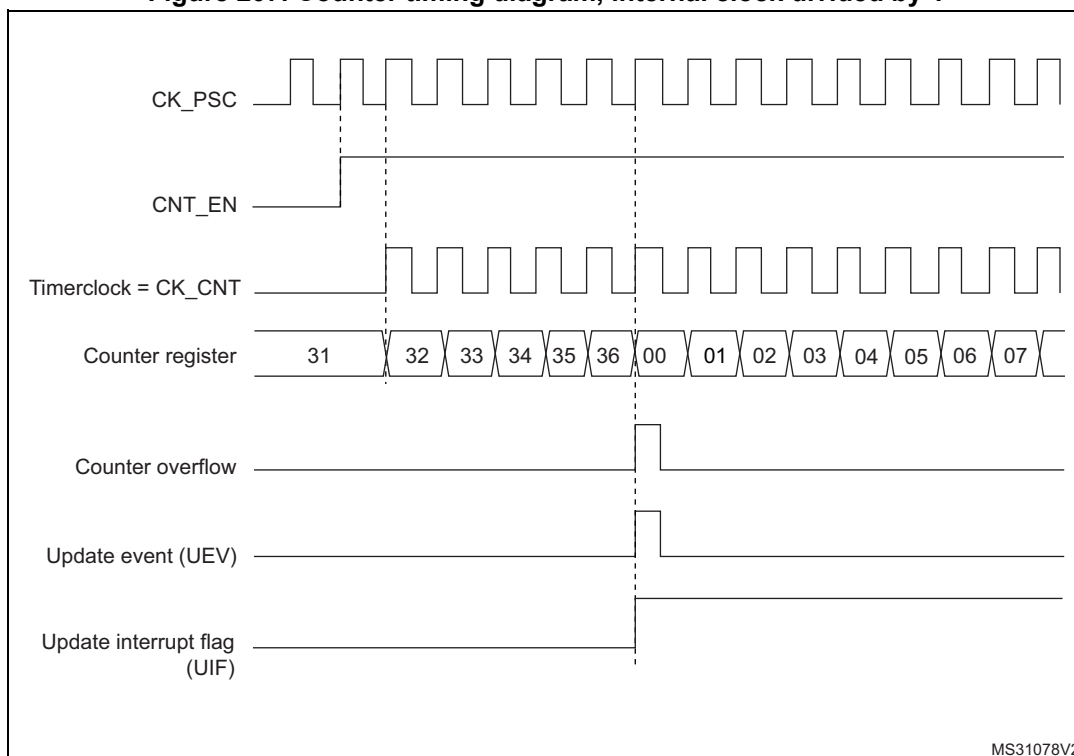 CK_PSC
CNT_EN
Timerclock = CK_CNT
Counter register 31 32 33 34 35 36 00 01 02 03 04 05 06 07
Counter overflow
Update event (UEV)
Update interrupt flag
(UIF)
MS31078V2